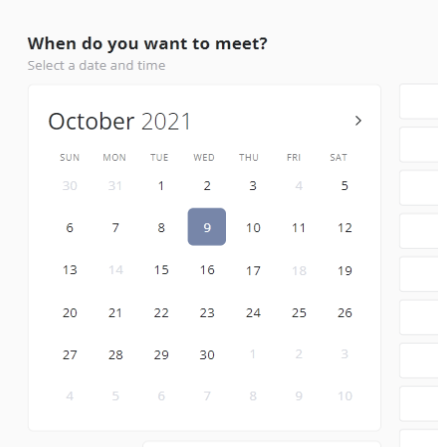 When do you want to meet?
Select a date and time
October 2021 >
SUN MON TUE WED THU FRI SAT
30 31 1 2 3 4 5
6 7 8 9 10 11 12
13 14 15 16 17 18 19
20 21 22 23 24 25 26
27 28 29 30 1 2 3
4 5 6 7 8 9 10